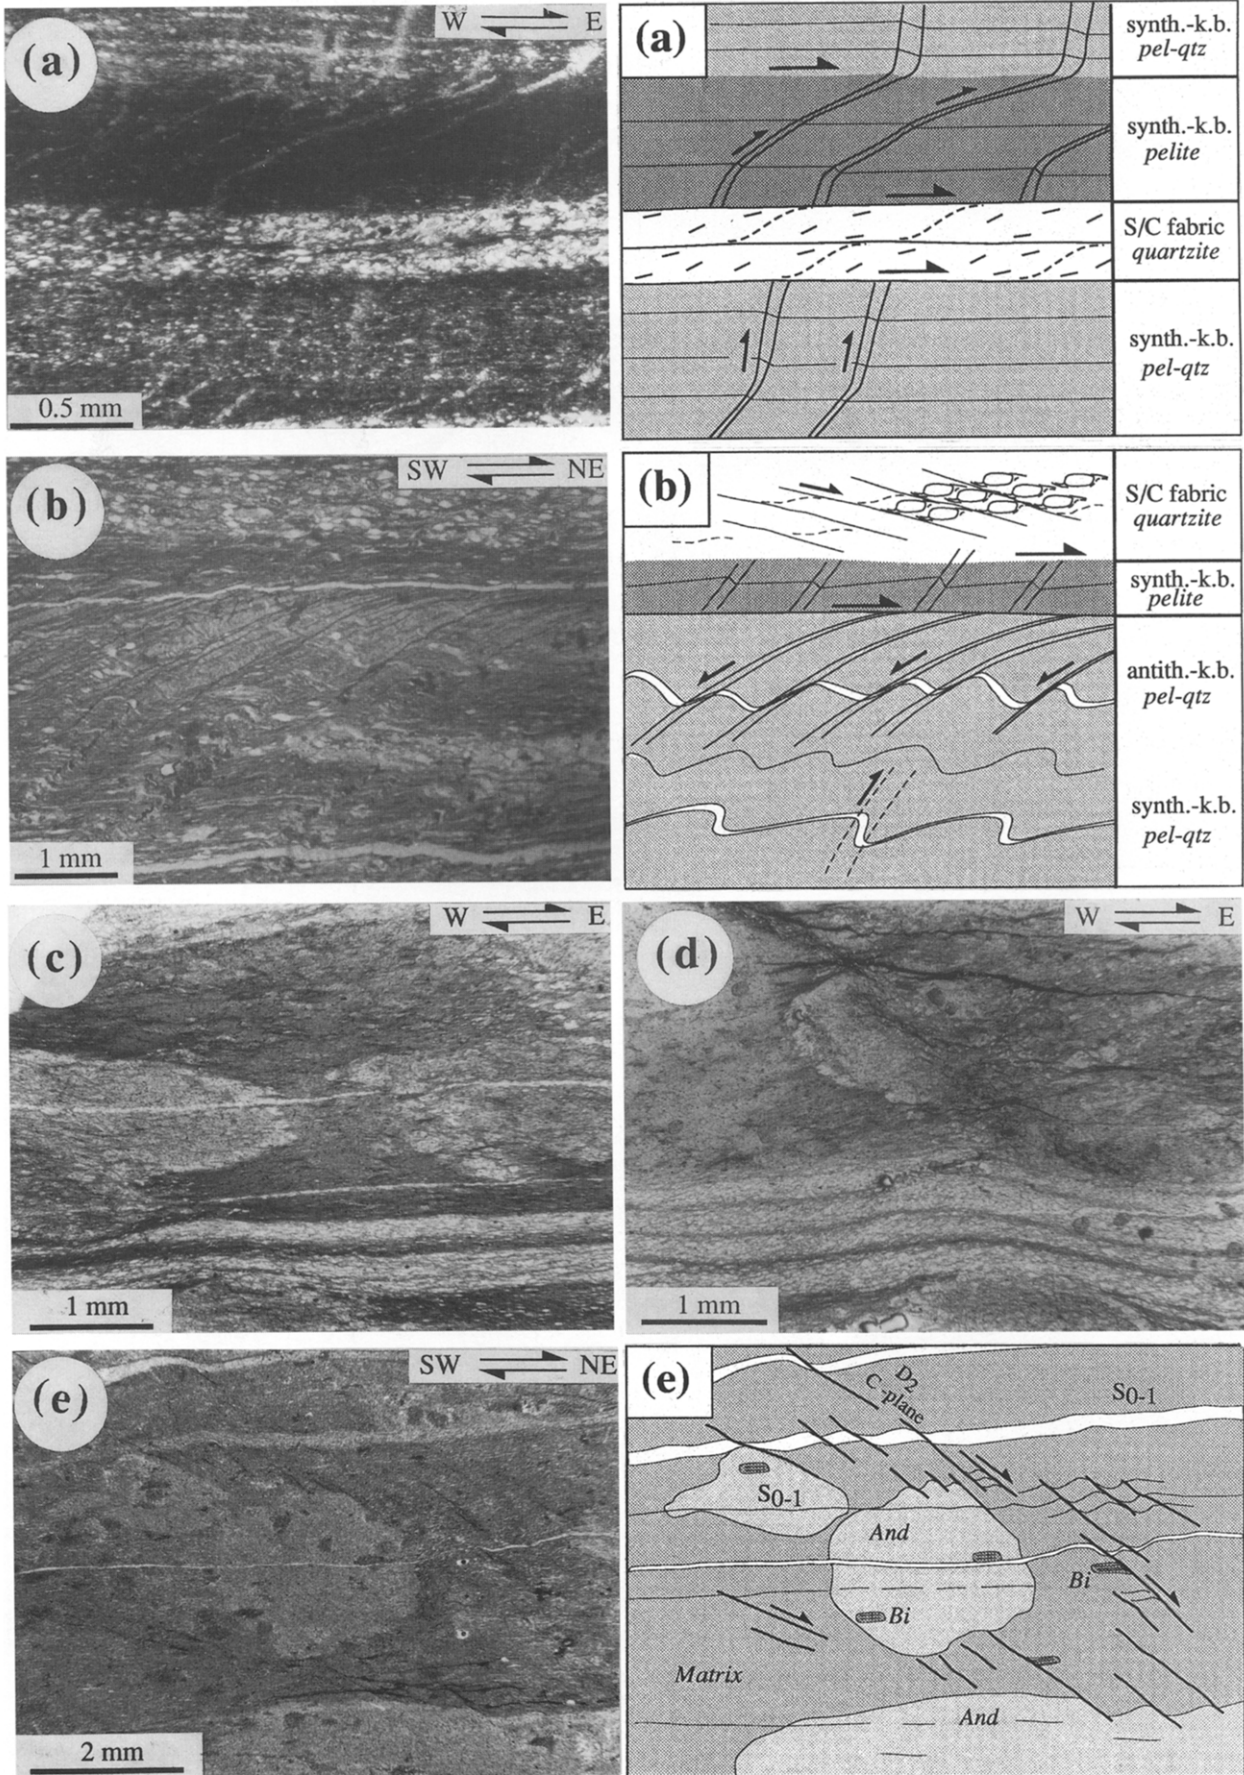 (a)
W E
0.5 mm
(a)
synth.-k.b.
pel-qtz
synth.-k.b.
pelite
S/C fabric
quartzite
synth.-k.b.
pel-qtz
(b)
SW NE
1 mm
(b)
S/C fabric
quartzite
synth.-k.b.
pelite
antith.-k.b.
pel-qtz
synth.-k.b.
pel-qtz
(c)
W E
1 mm
(d)
W E
1 mm
(e)
SW NE
2 mm
(e)
D2
C-plane
S0-1
S0-1
And
Bi
Bi
Matrix
And